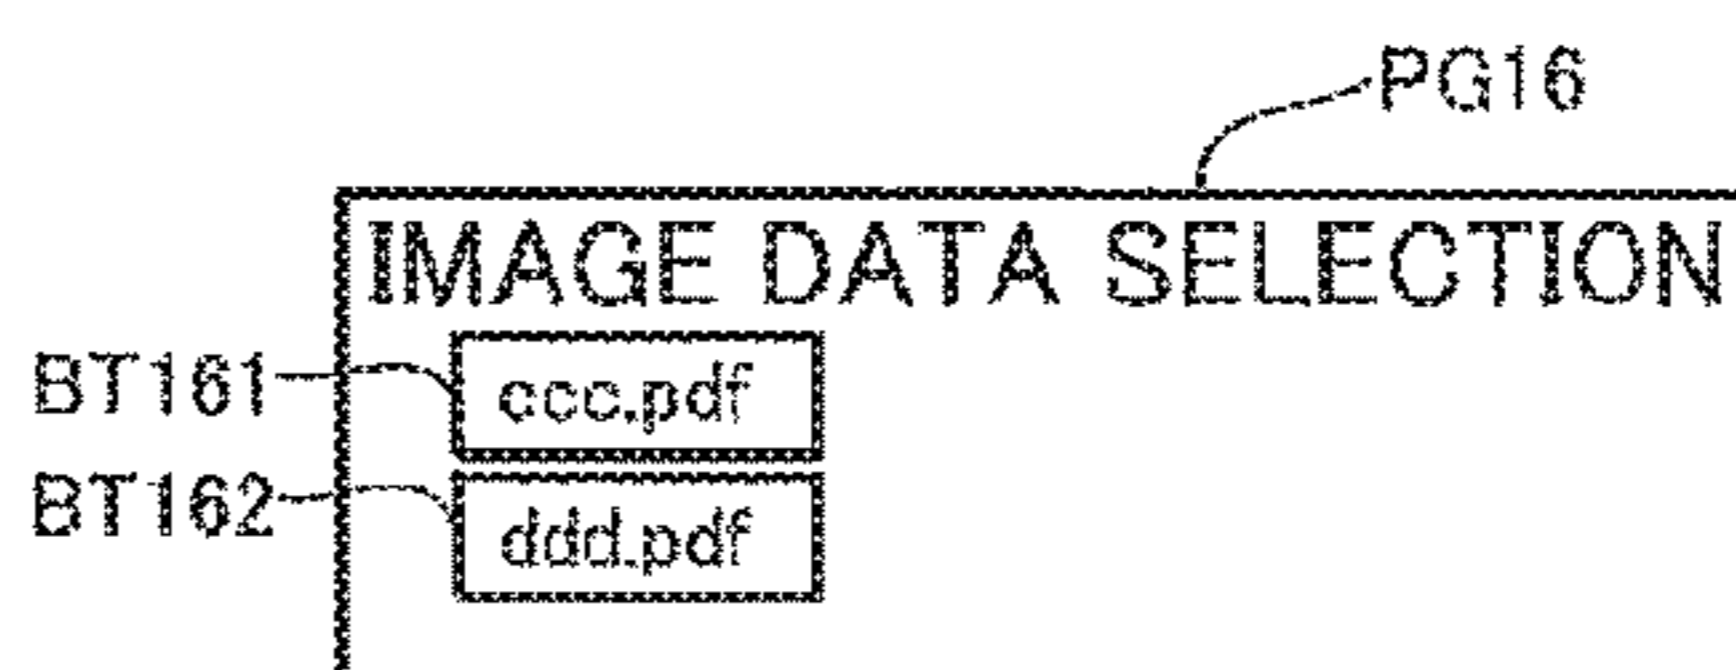 PG16
IMAGE DATA SELECTION
BT161 ccc.pdf
BT162 ddd.pdf